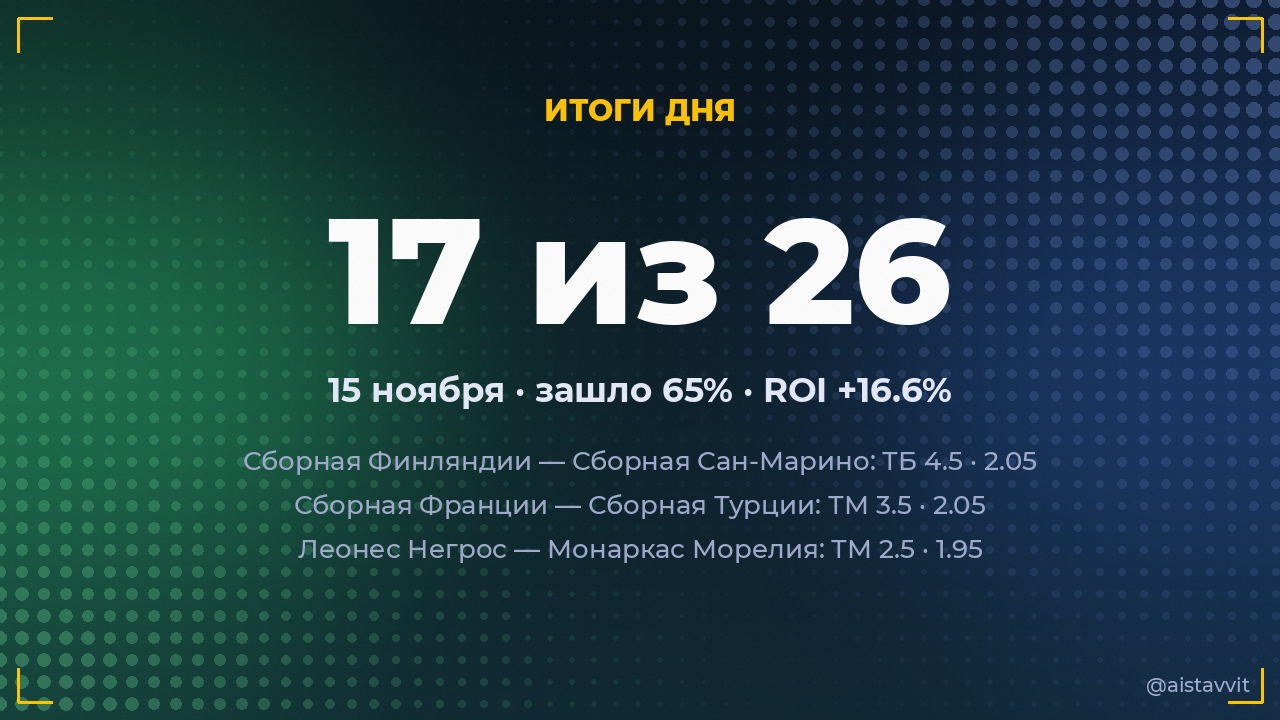 ИТОГИ ДНЯ
17 из 26
15 ноября · зашло 65% · ROI +16.6%
Сборная Финляндии — Сборная Сан-Марино: ТБ 4.5 · 2.05
Сборная Франции — Сборная Турции: ТМ 3.5 · 2.05
Леонес Негрос — Монаркас Морелия: ТМ 2.5 · 1.95
@aistavvit